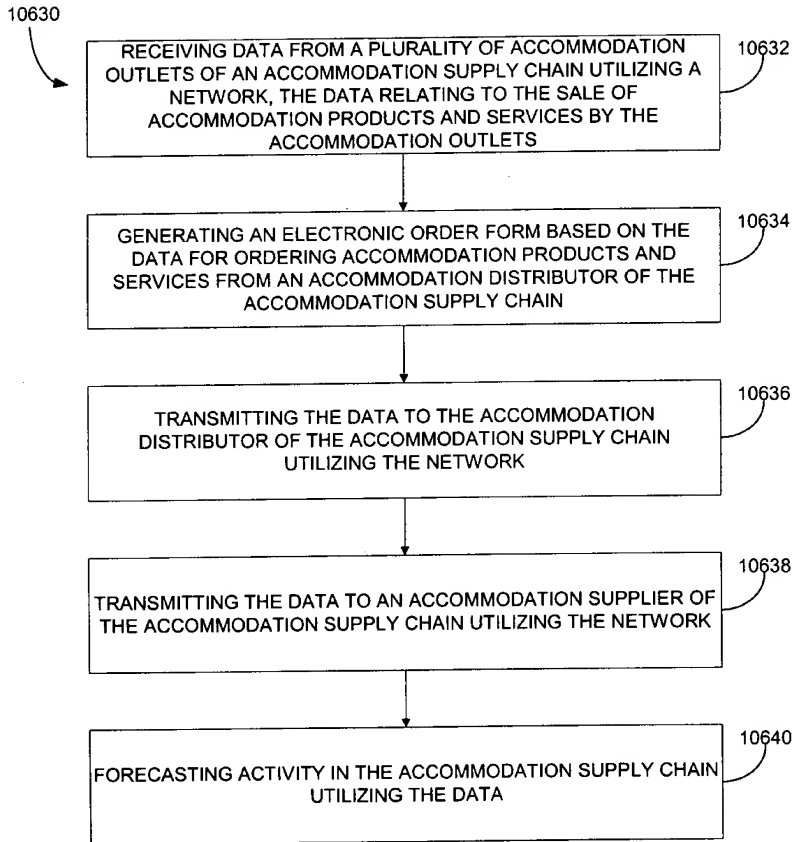 10630
RECEIVING DATA FROM A PLURALITY OF ACCOMMODATION
OUTLETS OF AN ACCOMMODATION SUPPLY CHAIN UTILIZING A
NETWORK, THE DATA RELATING TO THE SALE OF
ACCOMMODATION PRODUCTS AND SERVICES BY THE
ACCOMMODATION OUTLETS
10632
GENERATING AN ELECTRONIC ORDER FORM BASED ON THE
DATA FOR ORDERING ACCOMMODATION PRODUCTS AND
SERVICES FROM AN ACCOMMODATION DISTRIBUTOR OF THE
ACCOMMODATION SUPPLY CHAIN
10634
TRANSMITTING THE DATA TO THE ACCOMMODATION
DISTRIBUTOR OF THE ACCOMMODATION SUPPLY CHAIN
UTILIZING THE NETWORK
10636
TRANSMITTING THE DATA TO AN ACCOMMODATION SUPPLIER OF
THE ACCOMMODATION SUPPLY CHAIN UTILIZING THE NETWORK
10638
FORECASTING ACTIVITY IN THE ACCOMMODATION SUPPLY CHAIN
UTILIZING THE DATA
10640